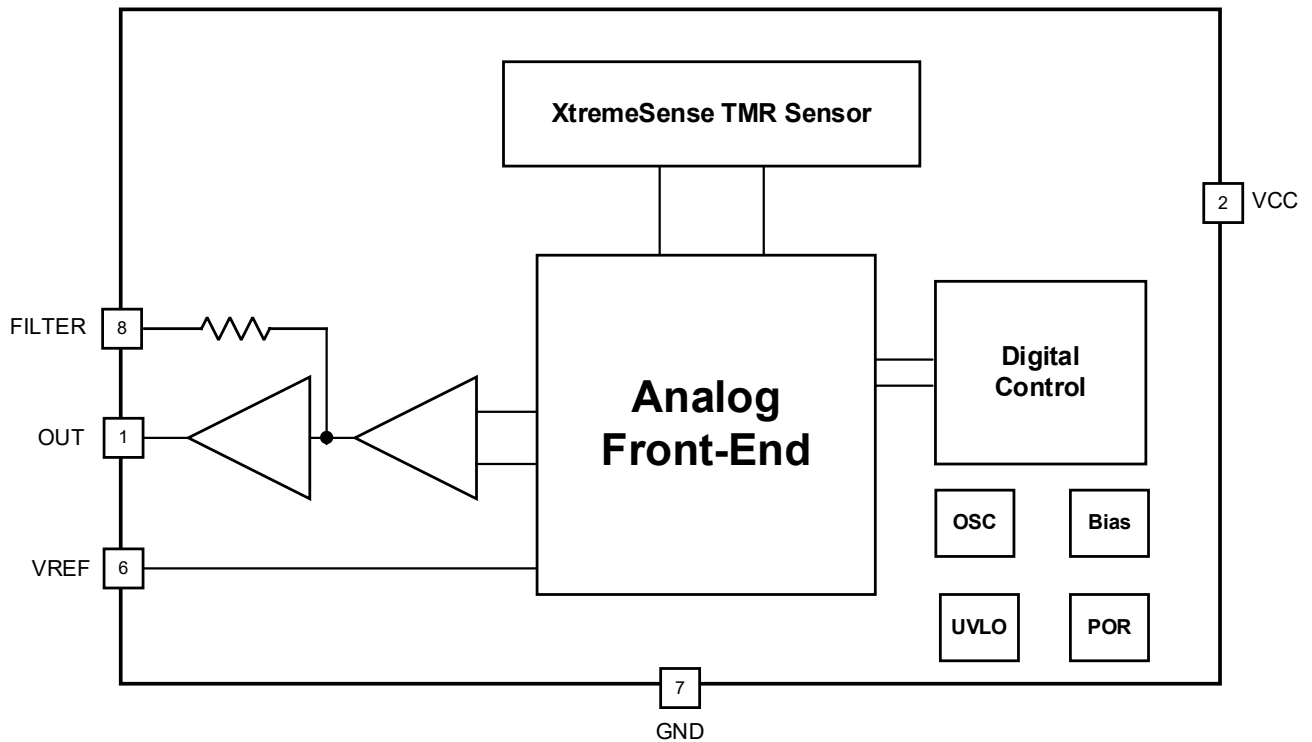 XtremeSense TMR Sensor
2 VCC
FILTER 8
Analog
Front-End
Digital
Control
OUT 1
OSC
Bias
VREF 6
UVLO
POR
7
GND